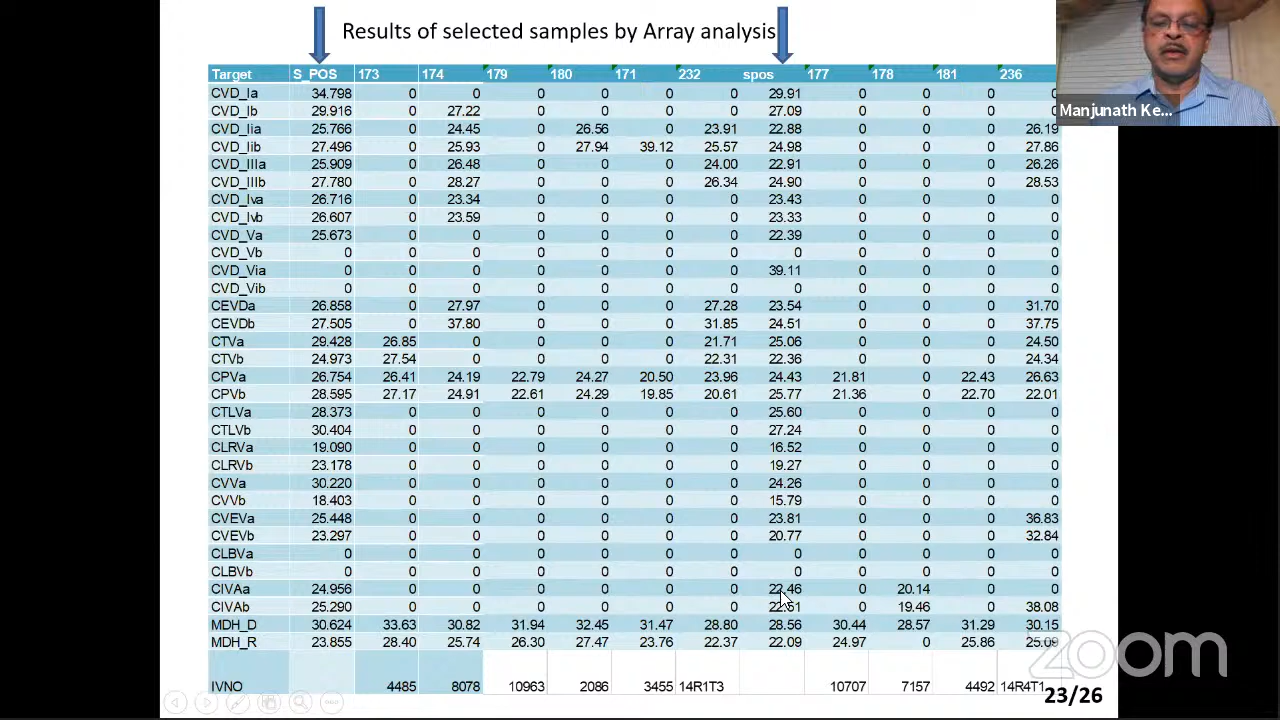 Results of selected samples by Array analysis
Manjunath Ke...
Target S_POS 173 174 179 180 171 232 spos 177 178 181 236
CVD_Ia 34.798 0 0 0 0 0 0 29.91 0 0 0 0
CVD_Ib 29.916 0 27.22 0 0 0 0 27.09 0 0 0 0
CVD_Iia 25.766 0 24.45 0 26.56 0 23.91 22.88 0 0 0 26.19
CVD_Iib 27.496 0 25.93 0 27.94 39.12 25.57 24.98 0 0 0 27.86
CVD_IIIa 25.909 0 26.48 0 0 0 24.00 22.91 0 0 0 26.26
CVD_IIIb 27.780 0 28.27 0 0 0 26.34 24.90 0 0 0 28.53
CVD_Iva 26.716 0 23.34 0 0 0 0 23.43 0 0 0 0
CVD_Ivb 26.607 0 23.59 0 0 0 0 23.33 0 0 0 0
CVD_Va 25.673 0 0 0 0 0 0 22.39 0 0 0 0
CVD_Vb 0 0 0 0 0 0 0 0 0 0 0 0
CVD_Via 0 0 0 0 0 0 0 39.11 0 0 0 0
CVD_Vib 0 0 0 0 0 0 0 0 0 0 0 0
CEVDa 26.858 0 27.97 0 0 0 27.28 23.54 0 0 0 31.70
CEVDb 27.505 0 37.80 0 0 0 31.85 24.51 0 0 0 37.75
CTVa 29.428 26.85 0 0 0 0 21.71 25.06 0 0 0 24.50
CTVb 24.973 27.54 0 0 0 0 22.31 22.36 0 0 0 24.34
CPVa 26.754 26.41 24.19 22.79 24.27 20.50 23.96 24.43 21.81 0 22.43 26.63
CPVb 28.595 27.17 24.91 22.61 24.29 19.85 20.61 25.77 21.36 0 22.70 22.01
CTLVa 28.373 0 0 0 0 0 0 25.60 0 0 0 0
CTLVb 30.404 0 0 0 0 0 0 27.24 0 0 0 0
CLRVa 19.090 0 0 0 0 0 0 16.52 0 0 0 0
CLRVb 23.178 0 0 0 0 0 0 19.27 0 0 0 0
CVVa 30.220 0 0 0 0 0 0 24.26 0 0 0 0
CVVb 18.403 0 0 0 0 0 0 15.79 0 0 0 0
CVEVa 25.448 0 0 0 0 0 0 23.81 0 0 0 36.83
CVEVb 23.297 0 0 0 0 0 0 20.77 0 0 0 32.84
CLBVa 0 0 0 0 0 0 0 0 0 0 0 0
CLBVb 0 0 0 0 0 0 0 0 0 0 0 0
CIVAa 24.956 0 0 0 0 0 0 22.46 0 20.14 0 0
CIVAb 25.290 0 0 0 0 0 0 0 19.46 0 38.08
MDH_D 30.624 33.63 30.82 31.94 32.45 31.47 28.80 28.56 30.44 28.57 31.29 30.15
MDH_R 23.855 28.40 25.74 26.30 27.47 23.76 22.37 22.09 24.97 0 25.86 25.09
IVNO 4485 8078 10963 2086 3455 14R1T3 10707 7157 4492 14R4T1
zoom
23/26